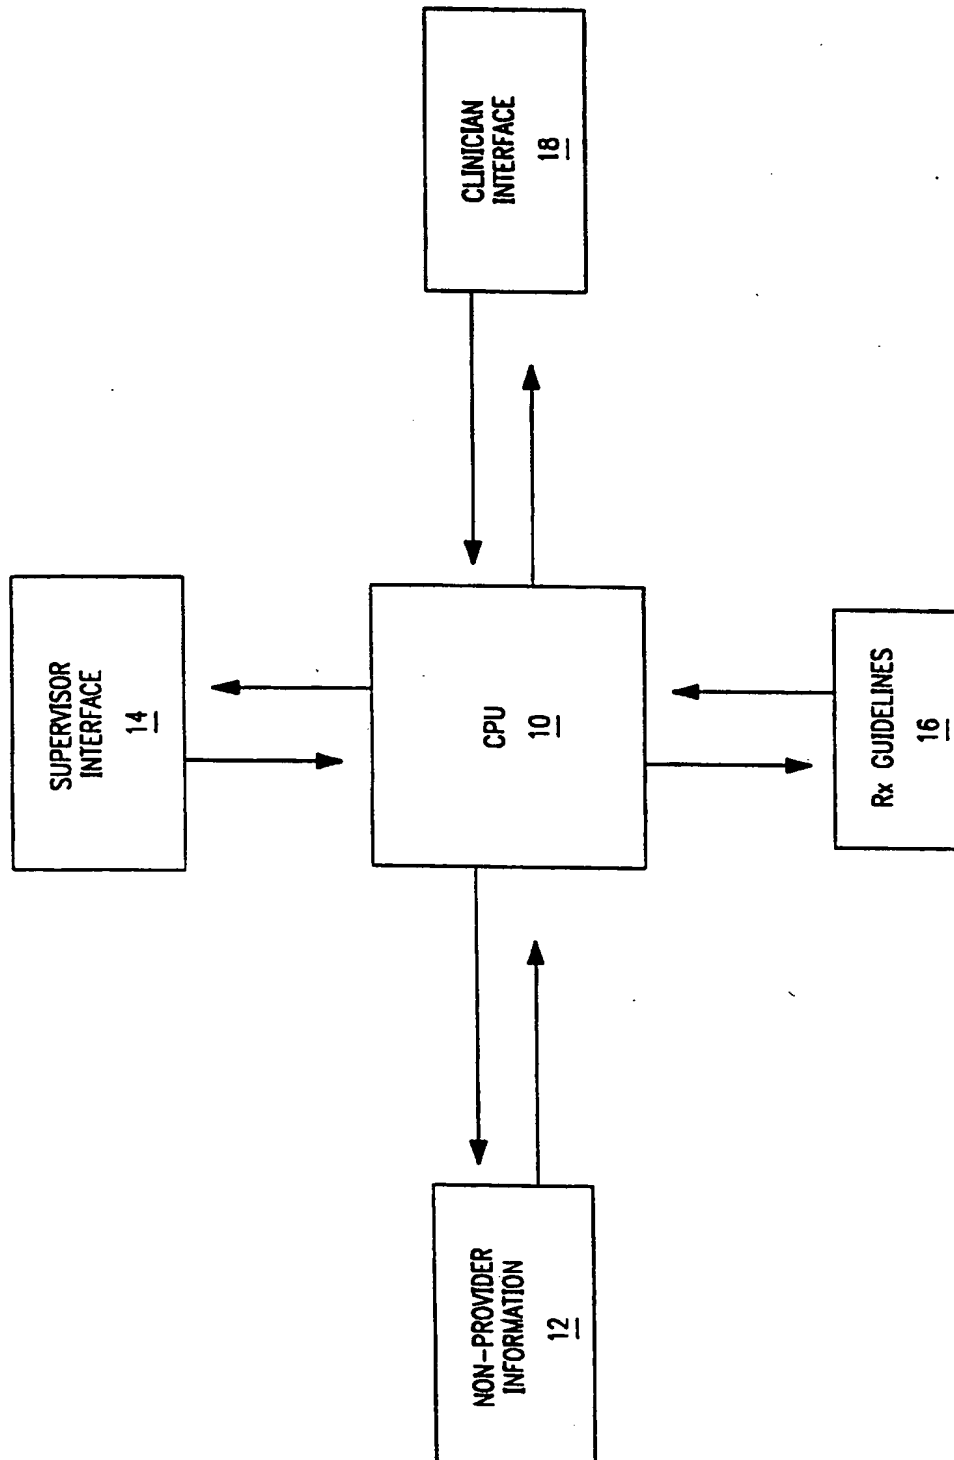 SUPERVISOR
INTERFACE
14
NON-PROVIDER
INFORMATION
12
CPU
10
CLINICIAN
INTERFACE
18
Rx GUIDELINES
16